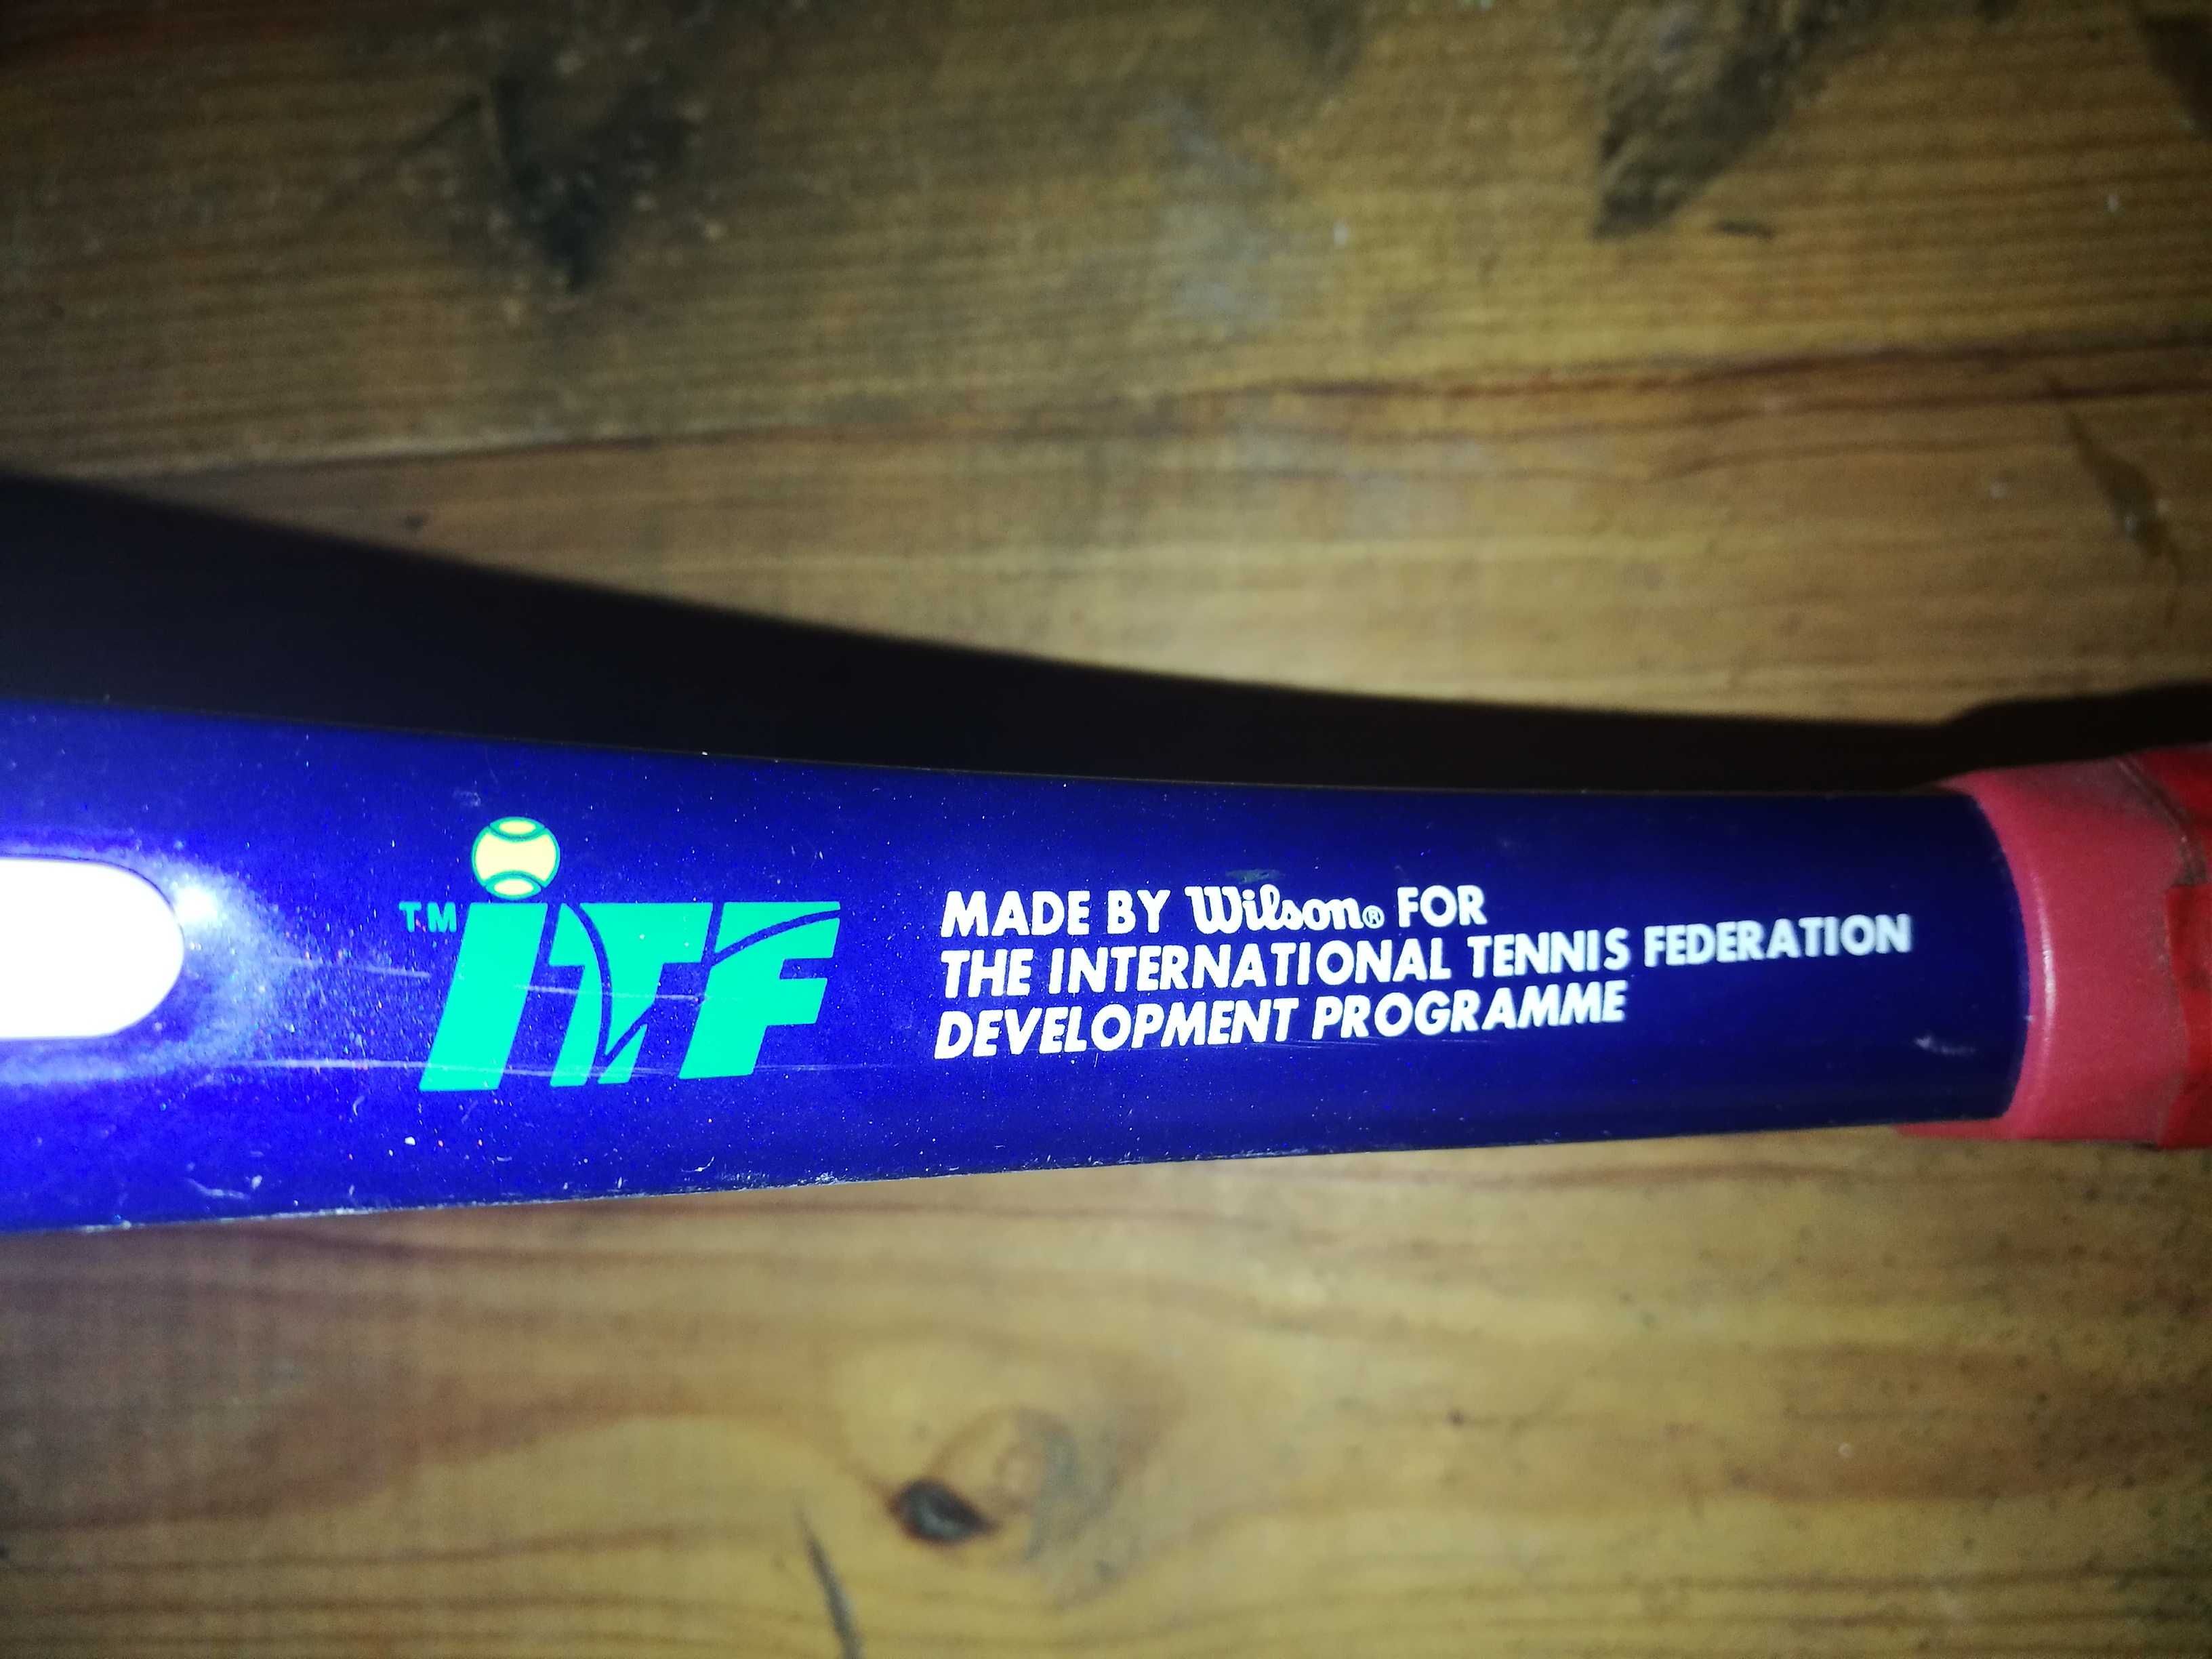 TM ITF
MADE BY Wilson® FOR
THE INTERNATIONAL TENNIS FEDERATION
DEVELOPMENT PROGRAMME